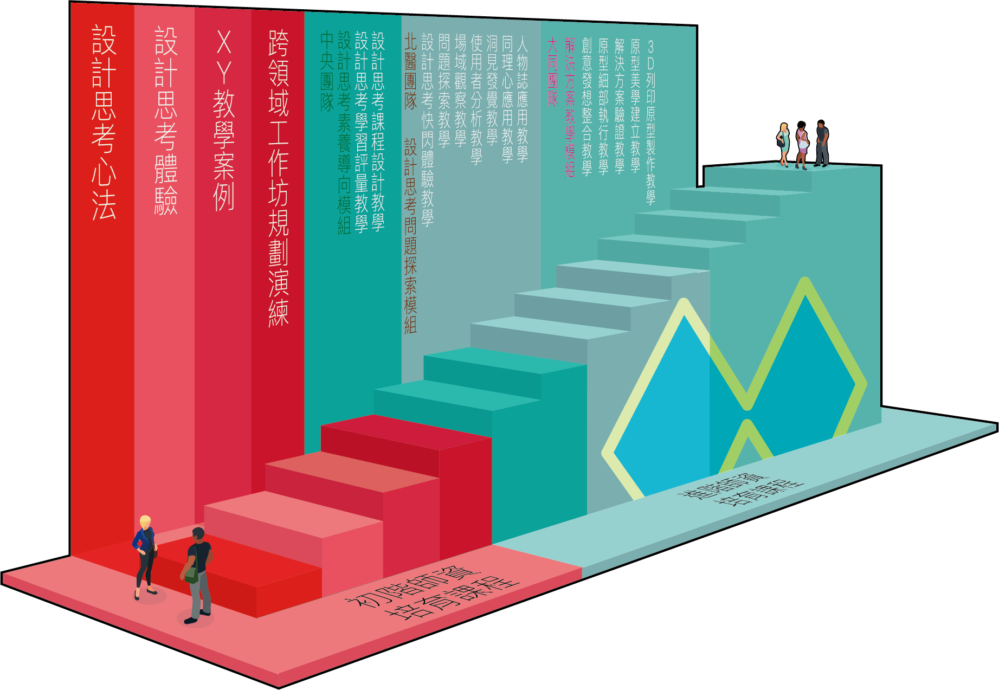 設計思考心法
設計思考體驗
XY教學案例
跨領域工作坊規劃演練
中央團隊
設計思考素養導向模組
設計思考學習評量教學
設計思考課程設計教學
北醫團隊 設計思考問題探索模組
設計思考快閃體驗教學
問題探索教學
場域觀察教學
使用者分析教學
洞見發覺教學
同理心應用教學
人物誌應用教學
大同團隊
解決方案教學模組
創意發想整合教學
原型細部執行教學
解決方案驗證教學
原型美學建立教學
3D列印原型製作教學
初階師資
培育課程
進階師資
培育課程